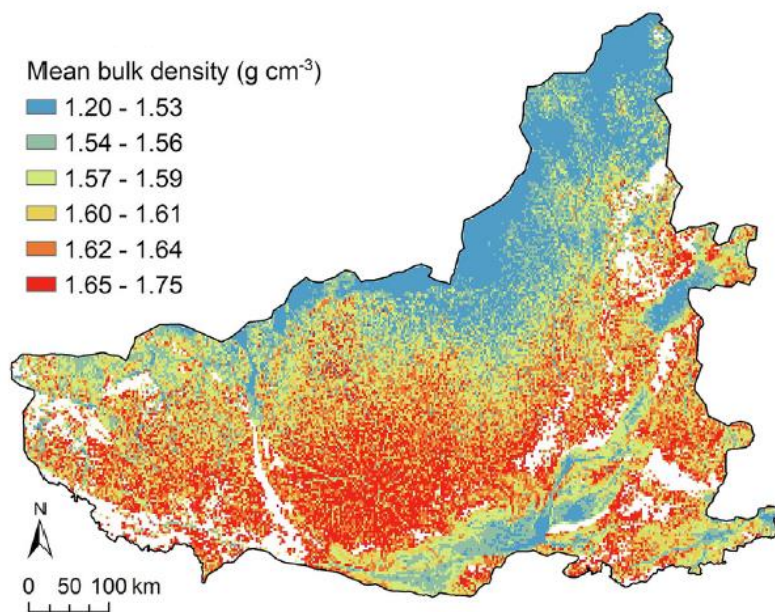 Mean bulk density (g cm⁻³)
1.20 - 1.53
1.54 - 1.56
1.57 - 1.59
1.60 - 1.61
1.62 - 1.64
1.65 - 1.75
N
0 50 100 km